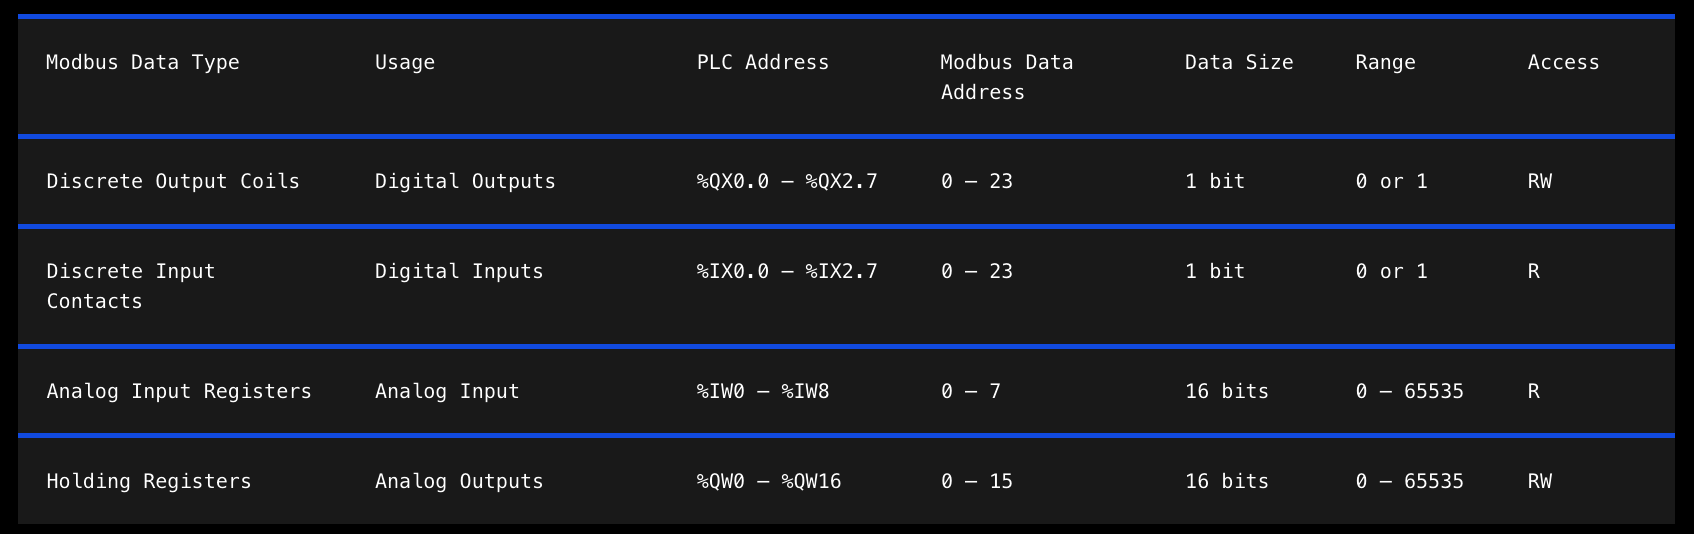 Modbus Data Type Usage PLC Address Modbus Data Address Data Size Range Access
Discrete Output Coils Digital Outputs %QX0.0 – %QX2.7 0 – 23 1 bit 0 or 1 RW
Discrete Input Contacts Digital Inputs %IX0.0 – %IX2.7 0 – 23 1 bit 0 or 1 R
Analog Input Registers Analog Input %IW0 – %IW8 0 – 7 16 bits 0 – 65535 R
Holding Registers Analog Outputs %QW0 – %QW16 0 – 15 16 bits 0 – 65535 RW